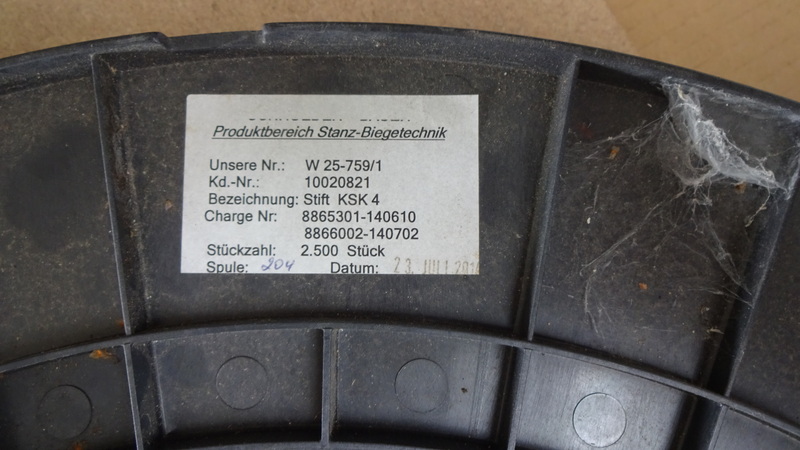 Produktbereich Stanz-Biegetechnik
Unsere Nr.: W 25-759/1
Kd.-Nr.: 10020821
Bezeichnung: Stift KSK 4
Charge Nr: 8865301-140610
8866002-140702
Stückzahl: 2.500 Stück
Spule: 204 Datum: 23. JULI